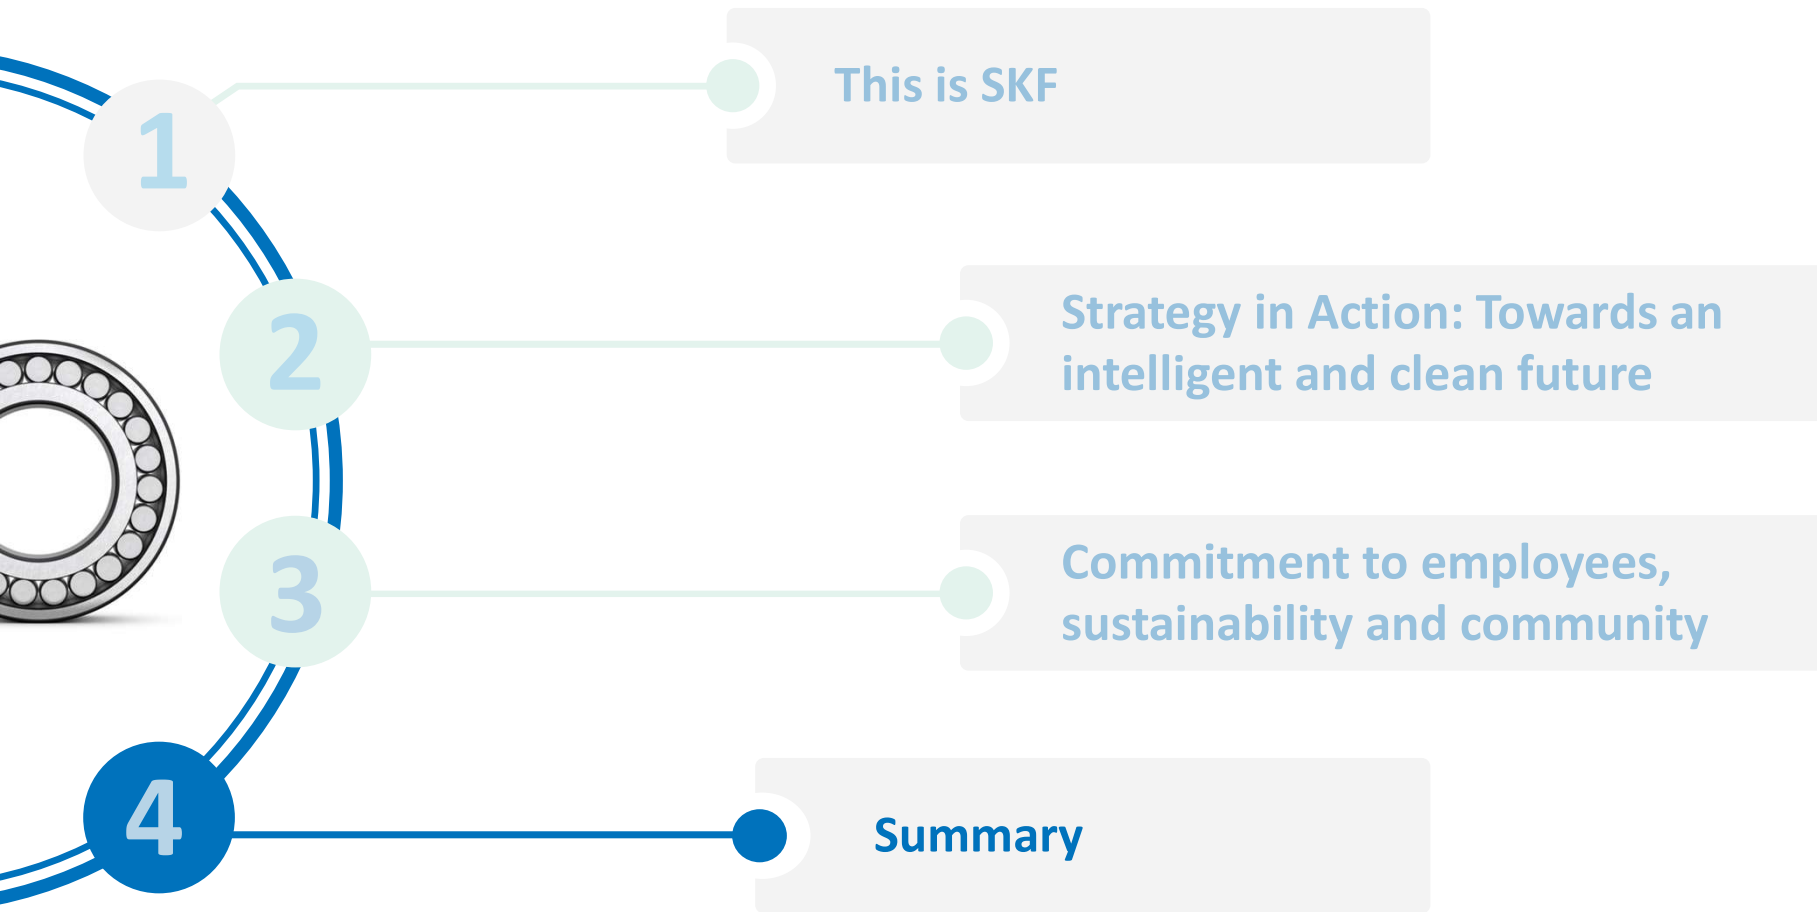 1
This is SKF
2
Strategy in Action: Towards an
intelligent and clean future
3
Commitment to employees,
sustainability and community
4
Summary